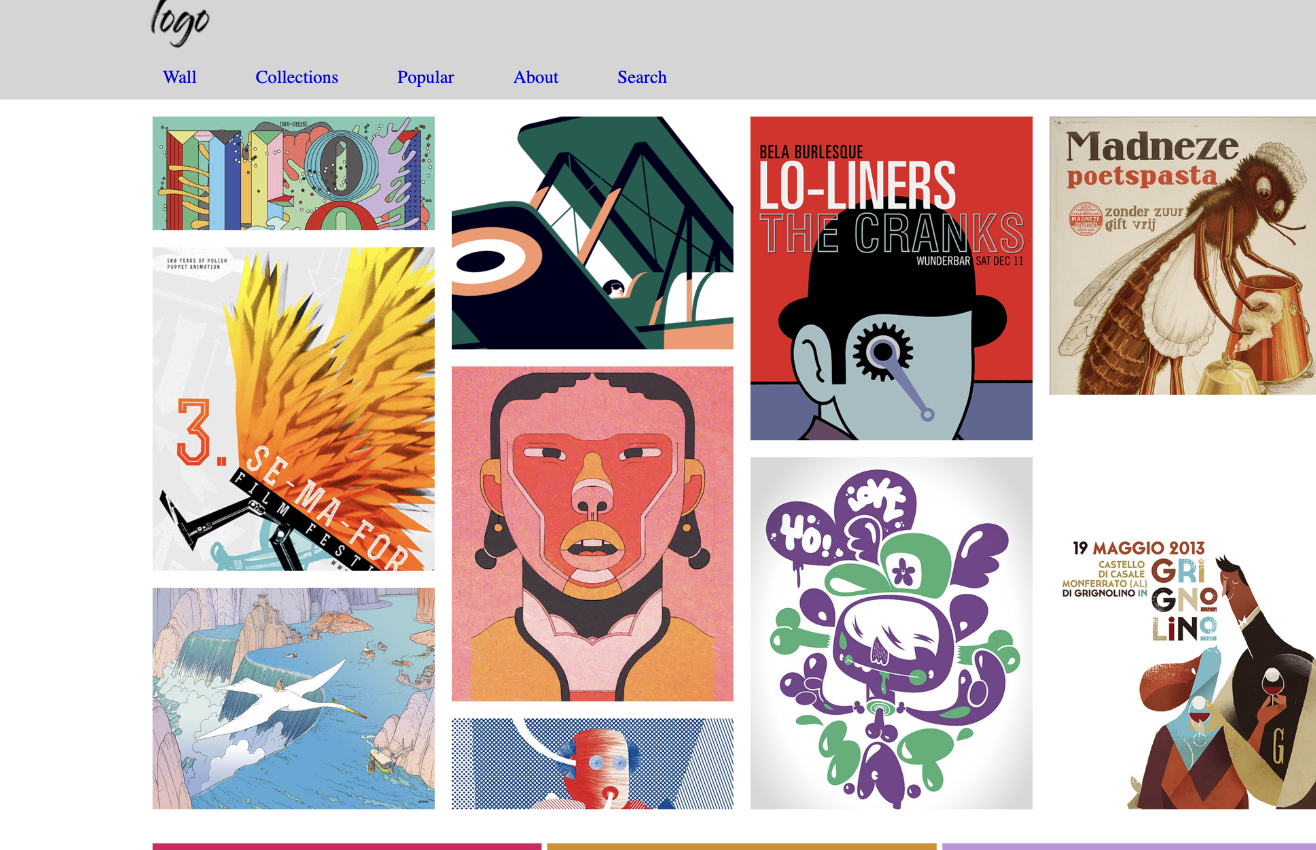 logo
Wall Collections Popular About Search
100 YEARS OF POLISH
PUPPET ANIMATION
3.
SE-MA-FOR
FILM FESTI
BELA BURLESQUE
LO-LINERS
THE CRANKS
WUNDERBAR SAT DEC 11
YO!
LOVE
Madneze
poetspasta
MADNEZE
zonder zuur
gift vrij
19 MAGGIO 2013
CASTELLO
DI CASALE
MONFERRATO (AL)
DI GRIGNOLINO IN
GRi
GNO
LiNO
G